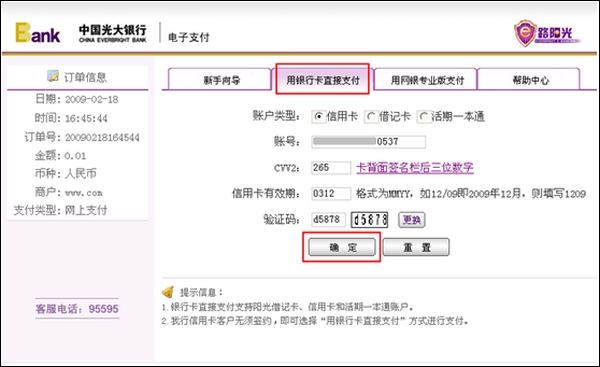 Bank 中国光大银行 CHINA EVERBRIGHT BANK 电子支付
e路阳光
订单信息
日期: 2009-02-18
时间: 16:45:44
订单号: 20090218164544
金额: 0.01
币种: 人民币
商户: www.com
支付类型: 网上支付
客服电话: 95595
新手向导 用银行卡直接支付 用网银专业版支付 帮助中心
账户类型: 信用卡 借记卡 活期一本通
账号: 0537
CVV2: 265 卡背面签名栏后三位数字
信用卡有效期: 0312 格式为MMYY, 如12/09即2009年12月, 则填写1209
验证码: d5878 d5878 更换
确 定 重 置
提示信息:
1.银行卡直接支付支持阳光借记卡、信用卡和活期一本通账户。
2.我行信用卡客户无须签约，即可选择“用银行卡直接支付”方式进行支付。